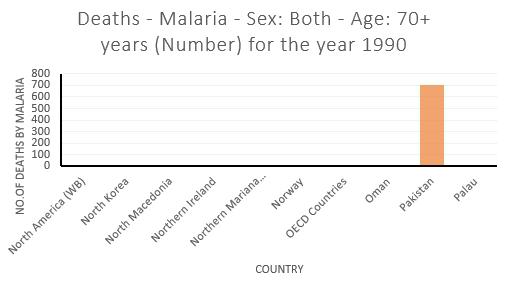 Deaths - Malaria - Sex: Both - Age: 70+
years (Number) for the year 1990
NO.OF DEATHS BY MALARIA
800
700
600
500
400
300
200
100
0
North America (WB)
North Korea
North Macedonia
Northern Ireland
Northern Mariana...
Norway
OECD Countries
Oman
Pakistan
Palau
COUNTRY